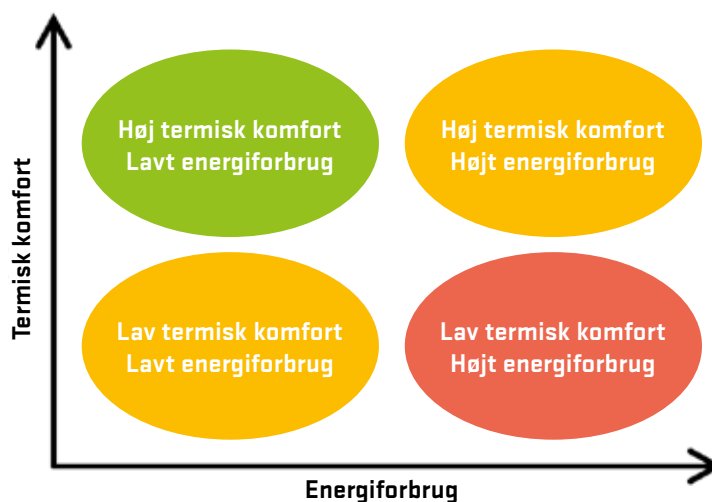 Termisk komfort
Høj termisk komfort
Lavt energiforbrug
Høj termisk komfort
Højt energiforbrug
Lav termisk komfort
Lavt energiforbrug
Lav termisk komfort
Højt energiforbrug
Energiforbrug